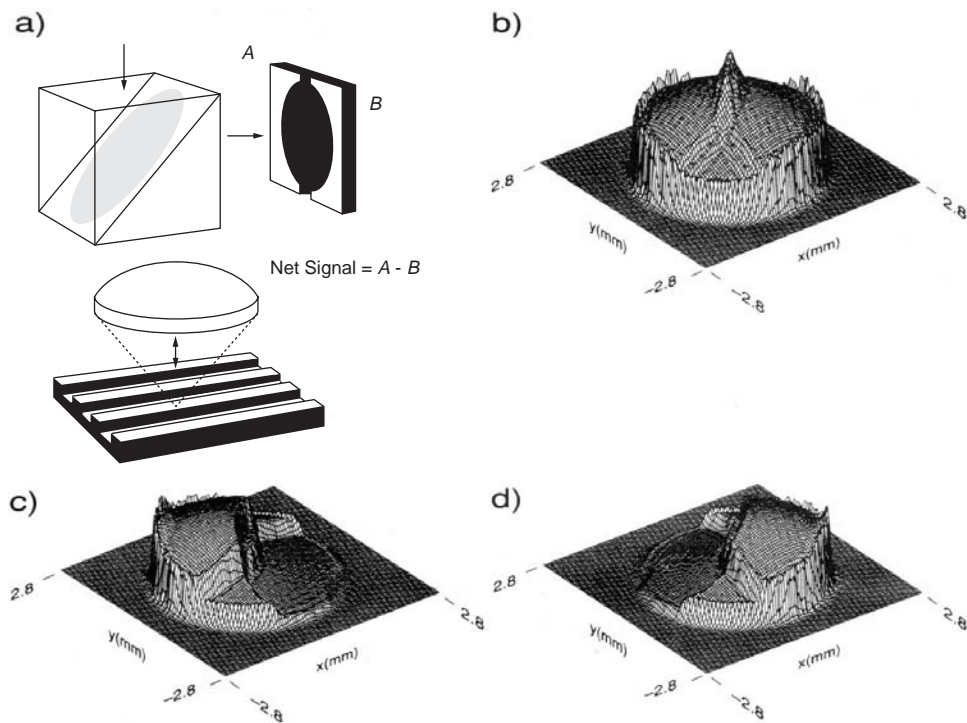 a)
A
B
Net Signal = A - B
b)
2.8
y(mm)
-2.8
-2.8
x(mm)
2.8
c)
2.8
y(mm)
-2.8
-2.8
x(mm)
2.8
d)
2.8
y(mm)
-2.8
-2.8
x(mm)
2.8